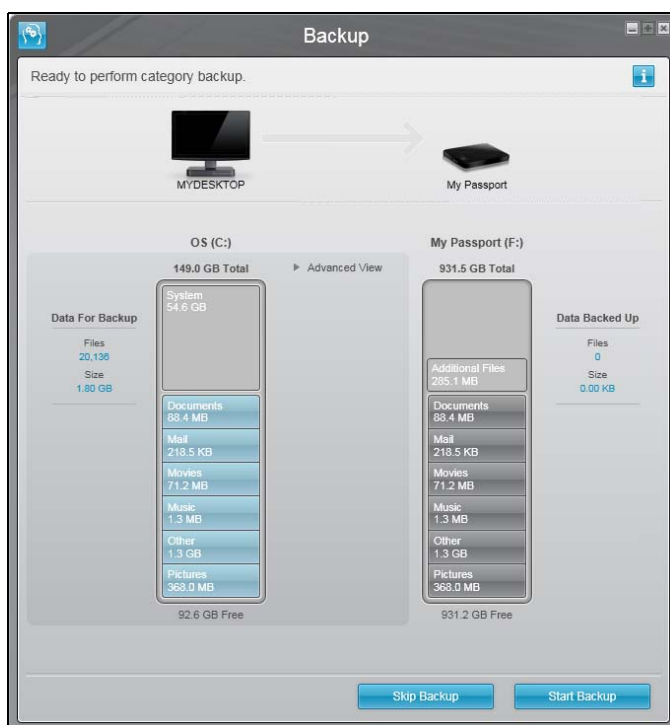 Backup
Ready to perform category backup.
MYDESKTOP
My Passport
OS (C:)
149.0 GB Total
Advanced View
Data For Backup
Files
20,136
Size
1.80 GB
System
54.6 GB
Documents
88.4 MB
Mail
218.5 KB
Movies
71.2 MB
Music
1.3 MB
Other
1.3 GB
Pictures
368.0 MB
92.6 GB Free
My Passport (F:)
931.5 GB Total
Additional Files
285.1 MB
Documents
88.4 MB
Mail
218.5 KB
Movies
71.2 MB
Music
1.3 MB
Other
1.3 GB
Pictures
368.0 MB
931.2 GB Free
Data Backed Up
Files
0
Size
0.00 KB
Skip Backup
Start Backup